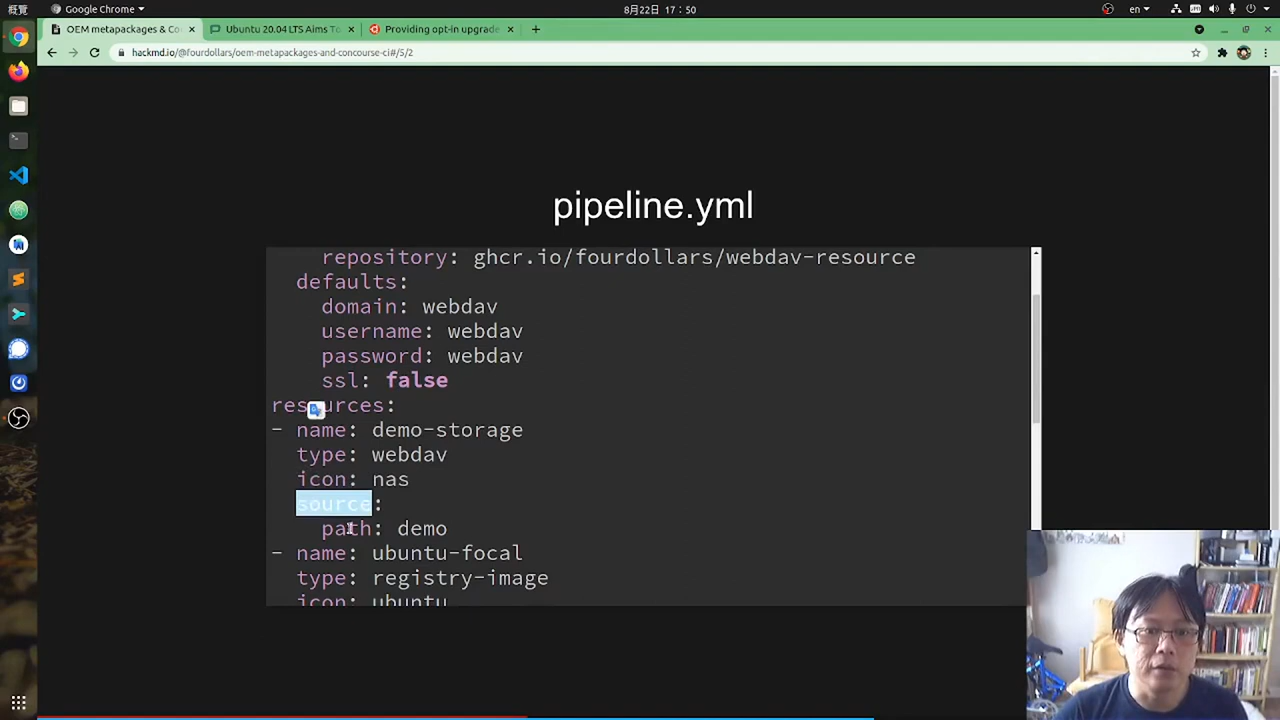 概覽
Google Chrome
8月22日 17:50
en
OEM metapackages & Co
Ubuntu 20.04 LTS Aims To
Providing opt-in upgrade
hackmd.io/@fourdollars/oem-metapackages-and-concourse-ci#/5/2
pipeline.yml
repository: ghcr.io/fourdollars/webdav-resource
defaults:
domain: webdav
username: webdav
password: webdav
ssl: false
resources:
- name: demo-storage
type: webdav
icon: nas
source:
path: demo
- name: ubuntu-focal
type: registry-image
icon: ubuntu